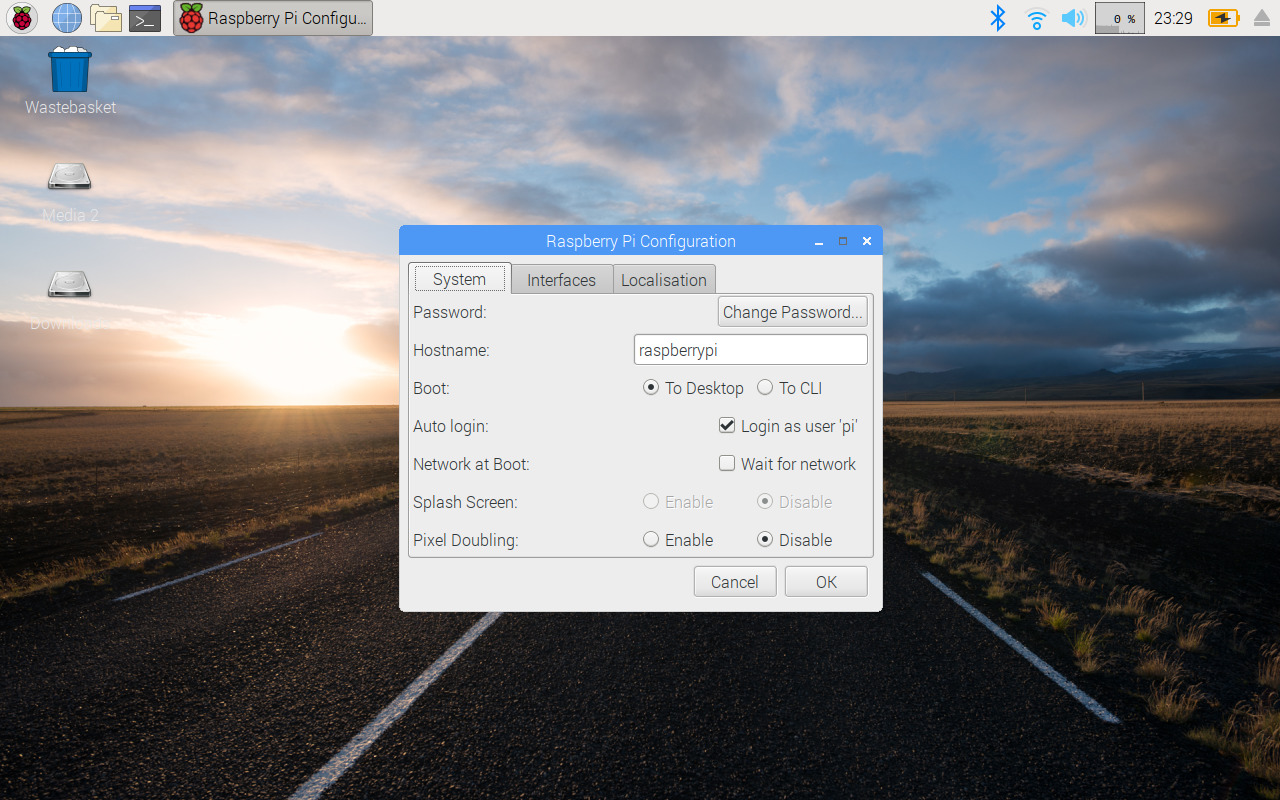 Raspberry Pi Configu... 0 % 23:29
Wastebasket
Media 2
Raspberry Pi Configuration
System Interfaces Localisation
Password: Change Password...
Hostname: raspberrypi
Boot: To Desktop To CLI
Auto login: Login as user 'pi'
Network at Boot: Wait for network
Splash Screen: Enable Disable
Pixel Doubling: Enable Disable
Cancel OK